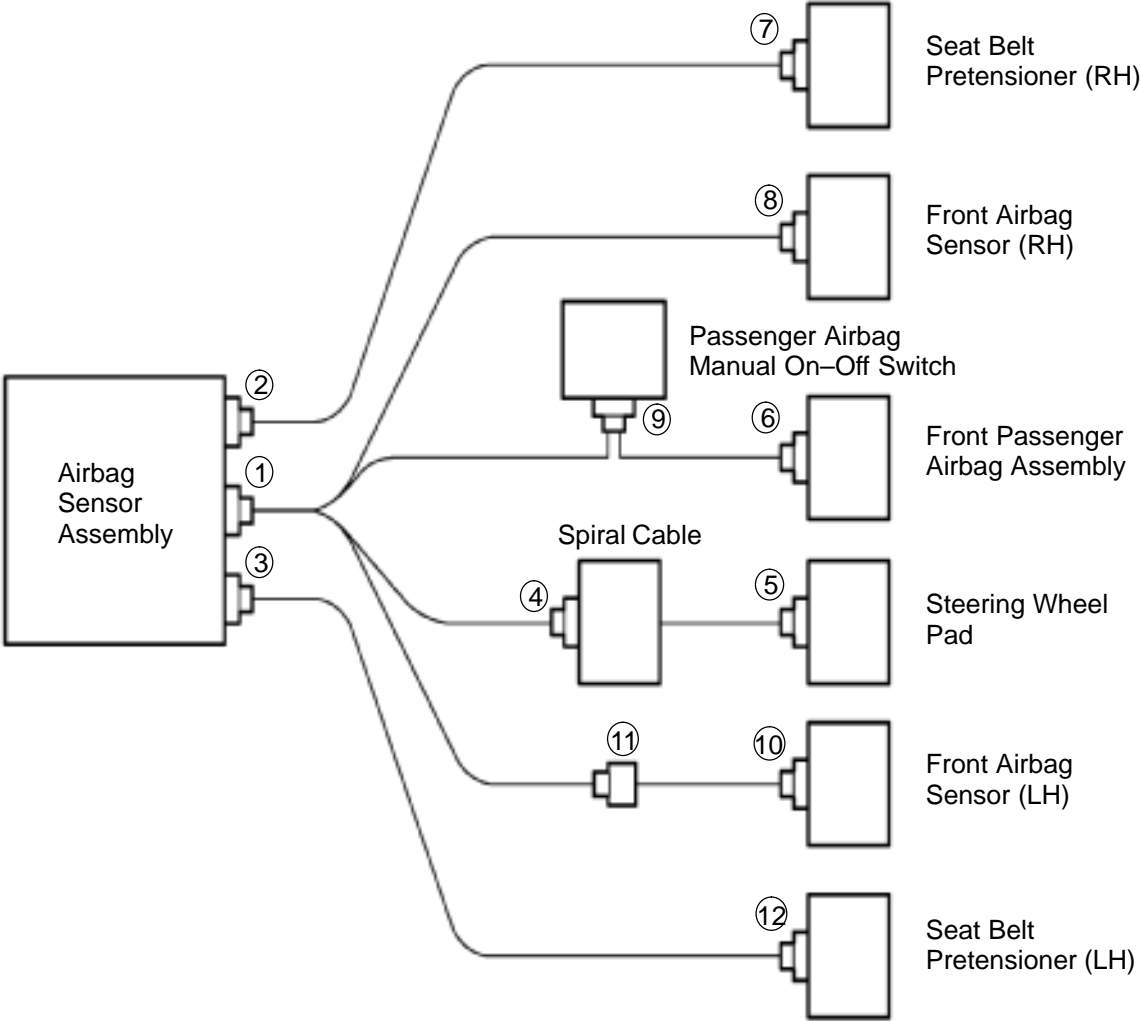 ⑦
Seat Belt
Pretensioner (RH)
⑧
Front Airbag
Sensor (RH)
Passenger Airbag
Manual On–Off Switch
②
⑨
⑥
Front Passenger
Airbag Assembly
①
Airbag
Sensor
Assembly
Spiral Cable
③
④
⑤
Steering Wheel
Pad
⑪
⑩
Front Airbag
Sensor (LH)
⑫
Seat Belt
Pretensioner (LH)